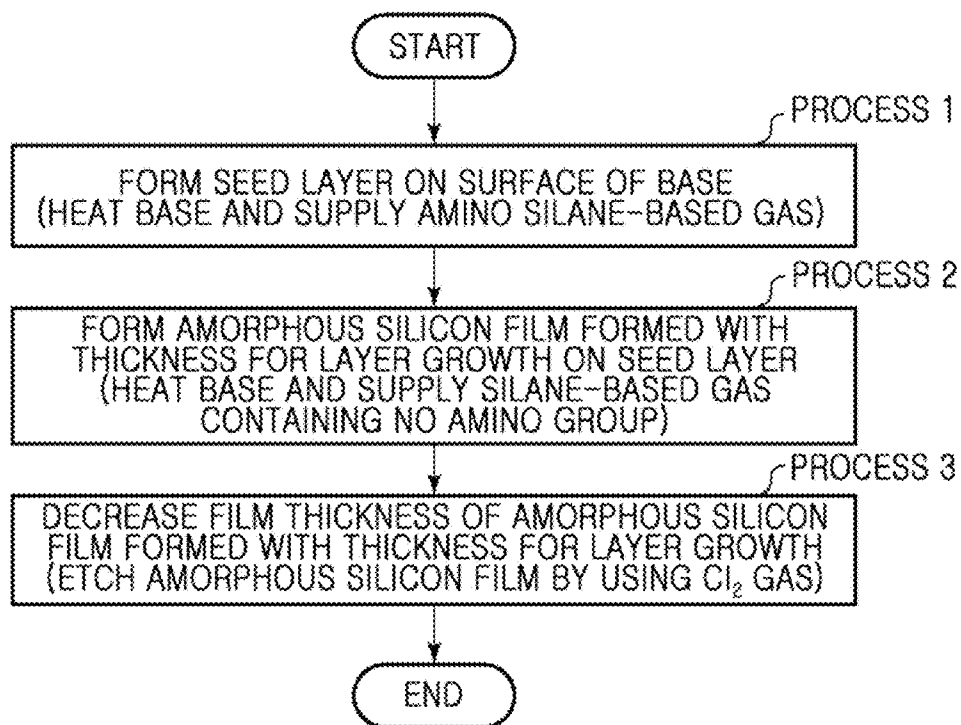 START
PROCESS 1
FORM SEED LAYER ON SURFACE OF BASE
(HEAT BASE AND SUPPLY AMINO SILANE-BASED GAS)
PROCESS 2
FORM AMORPHOUS SILICON FILM FORMED WITH
THICKNESS FOR LAYER GROWTH ON SEED LAYER
(HEAT BASE AND SUPPLY SILANE-BASED GAS
CONTAINING NO AMINO GROUP)
PROCESS 3
DECREASE FILM THICKNESS OF AMORPHOUS SILICON
FILM FORMED WITH THICKNESS FOR LAYER GROWTH
(ETCH AMORPHOUS SILICON FILM BY USING Cl₂ GAS)
END